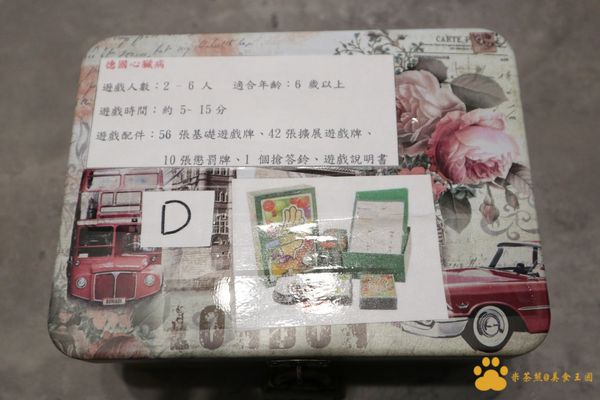 CARTE P
德國心臟病
遊戲人數：2 - 6 人　適合年齡：6 歲以上
遊戲時間：約 5- 15 分
遊戲配件：56 張基礎遊戲牌、42 張擴展遊戲牌、
10 張懲罰牌、1 個搶答鈴、遊戲說明書
D
LONDON
米茶熊@美食王國